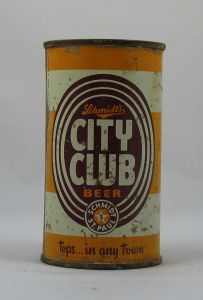 Schmidt's
CITY
CLUB
BEER
SCHMIDT
ST. PAUL
Tops... in any town